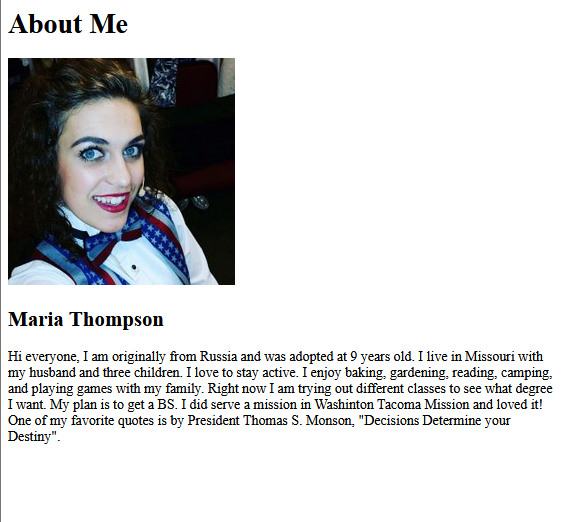 About Me
Maria Thompson
Hi everyone, I am originally from Russia and was adopted at 9 years old. I live in Missouri with
my husband and three children. I love to stay active. I enjoy baking, gardening, reading, camping,
and playing games with my family. Right now I am trying out different classes to see what degree
I want. My plan is to get a BS. I did serve a mission in Washinton Tacoma Mission and loved it!
One of my favorite quotes is by President Thomas S. Monson, "Decisions Determine your
Destiny".